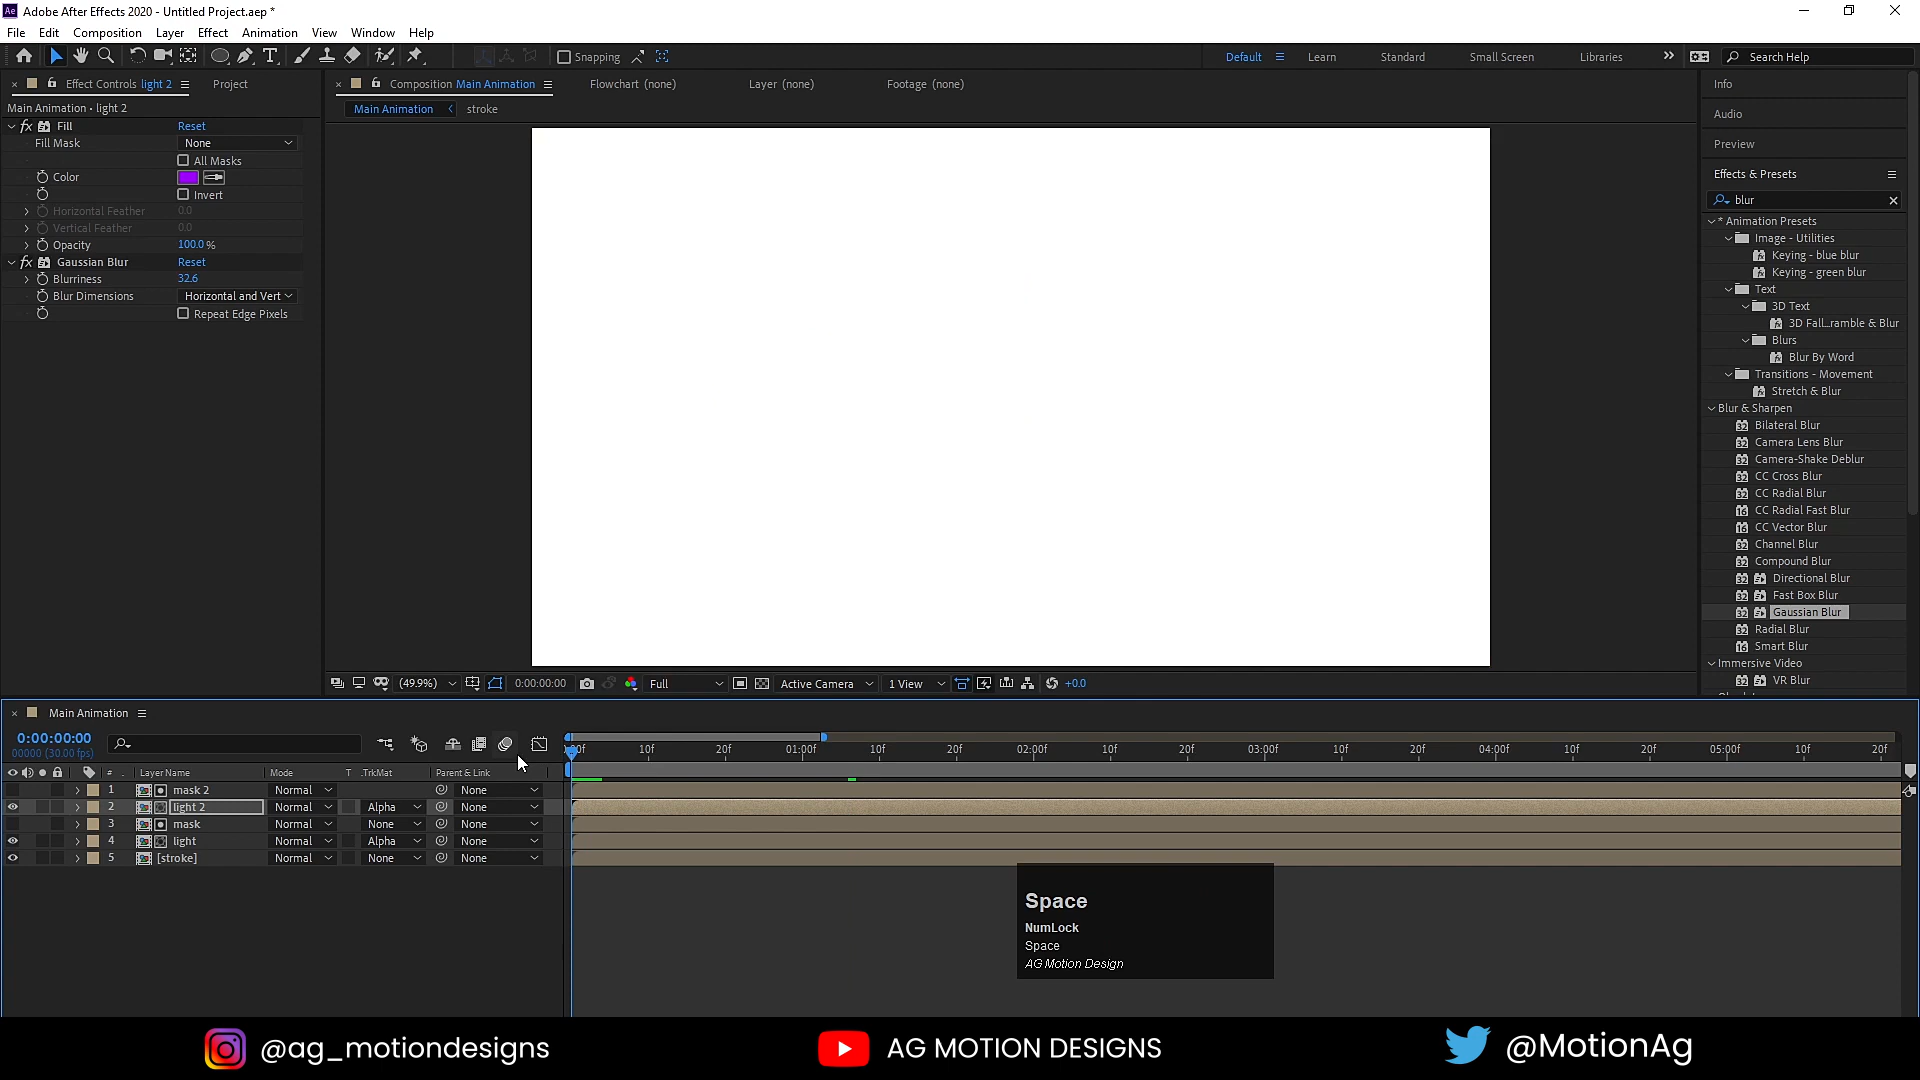 Adobe After Effects 2020 - Untitled Project.aep *
File Edit Composition Layer Effect Animation View Window Help
Snapping
Default Learn Standard Small Screen Libraries Search Help
Effect Controls light 2 Project
Composition Main Animation Flowchart (none) Layer (none) Footage (none)
Main Animation • light 2
Main Animation stroke
fx Fill Reset
Fill Mask None
All Masks
Color
Invert
Horizontal Feather 0.0
Vertical Feather 0.0
Opacity 100.0 %
fx Gaussian Blur Reset
Blurriness 32.6
Blur Dimensions Horizontal and Vert
Repeat Edge Pixels
Info
Audio
Preview
Effects & Presets
blur
* Animation Presets
Image - Utilities
Keying - blue blur
Keying - green blur
Text
3D Text
3D Fall...ramble & Blur
Blurs
Blur By Word
Transitions - Movement
Stretch & Blur
Blur & Sharpen
Bilateral Blur
Camera Lens Blur
Camera-Shake Deblur
CC Cross Blur
CC Radial Blur
CC Radial Fast Blur
CC Vector Blur
Channel Blur
Compound Blur
Directional Blur
Fast Box Blur
Gaussian Blur
Radial Blur
Smart Blur
Immersive Video
VR Blur
(49.9%) 0:00:00:00 Full Active Camera 1 View +0.0
Main Animation
0:00:00:00
00000 (30.00 fps)
10f 20f 01:00f 10f 20f 02:00f 10f 20f 03:00f 10f 20f 04:00f 10f 20f 05:00f 10f 20f
# Layer Name Mode T .TrkMat Parent & Link
1 mask 2 Normal None
2 light 2 Normal Alpha None
3 mask Normal None None
4 light Normal Alpha None
5 [stroke] Normal None None
Space
NumLock
Space
AG Motion Design
@ag_motiondesigns AG MOTION DESIGNS @MotionAg